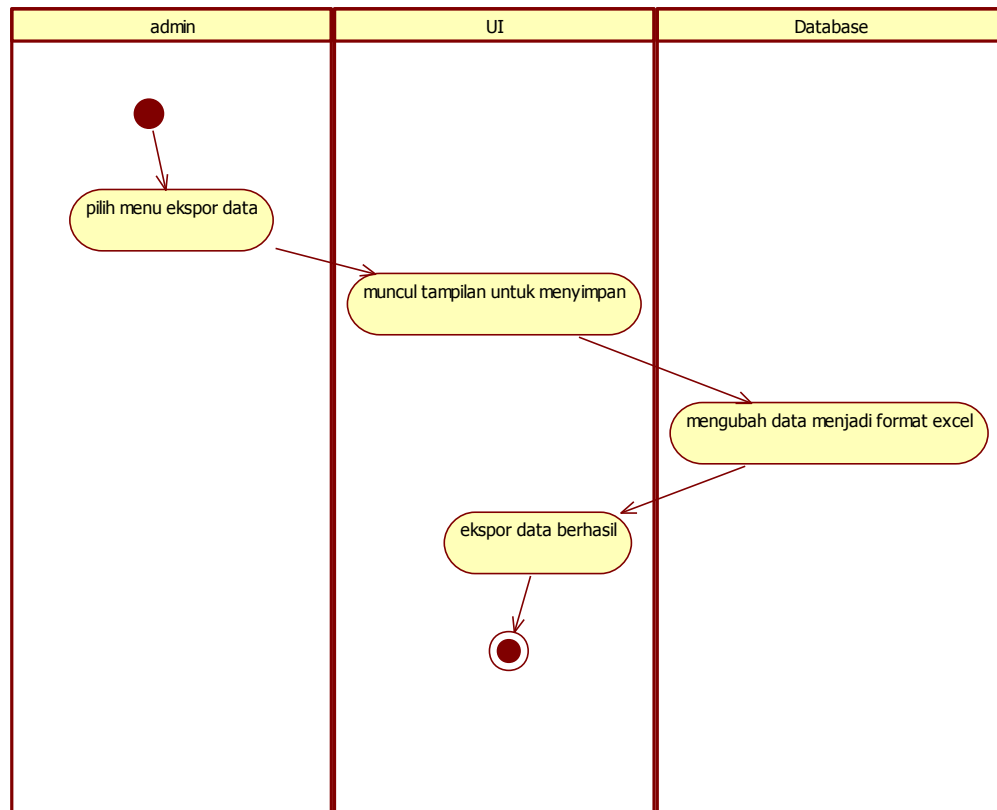 admin
UI
Database
pilih menu ekspor data
muncul tampilan untuk menyimpan
mengubah data menjadi format excel
ekspor data berhasil